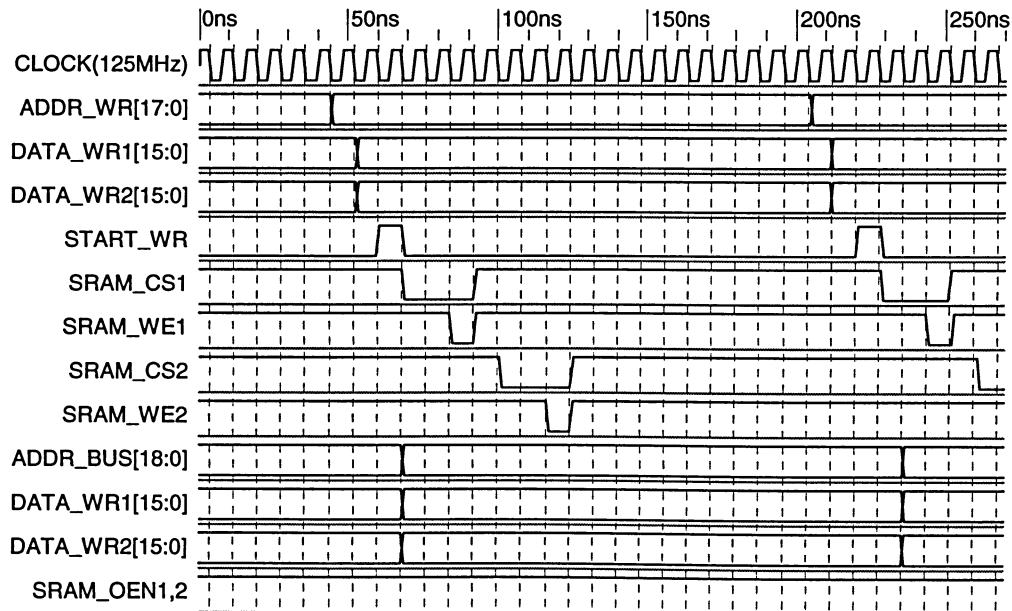 0ns 50ns 100ns 150ns 200ns 250ns
CLOCK(125MHz)
ADDR_WR[17:0]
DATA_WR1[15:0]
DATA_WR2[15:0]
START_WR
SRAM_CS1
SRAM_WE1
SRAM_CS2
SRAM_WE2
ADDR_BUS[18:0]
DATA_WR1[15:0]
DATA_WR2[15:0]
SRAM_OEN1,2